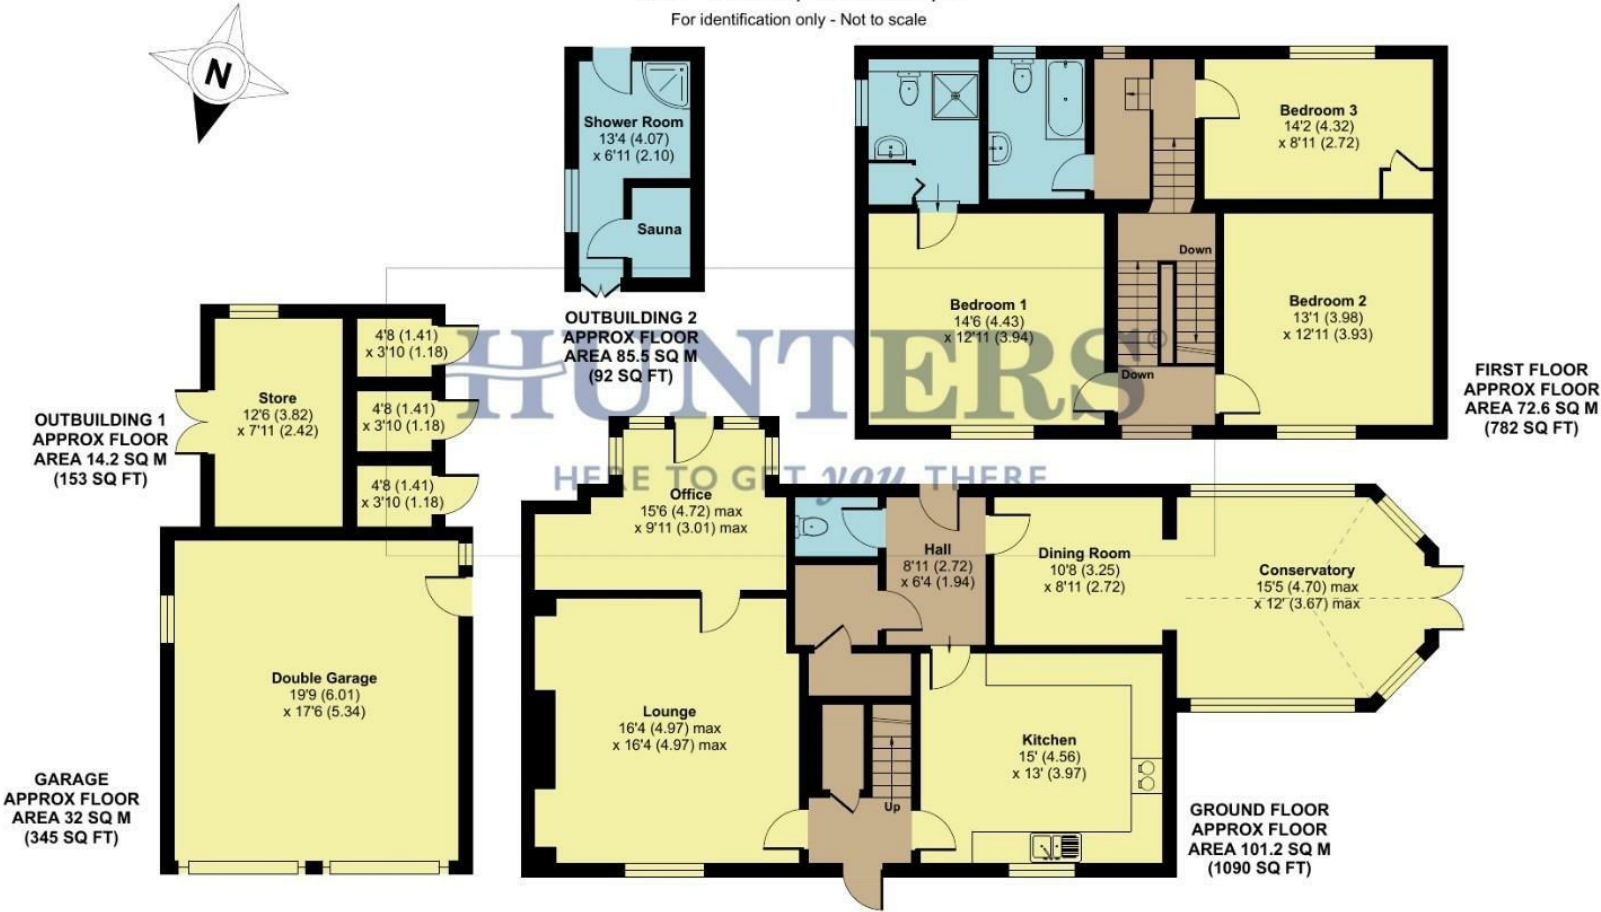 For identification only - Not to scale
N
Shower Room
13'4 (4.07)
x 6'11 (2.10)
Sauna
OUTBUILDING 2
APPROX FLOOR
AREA 85.5 SQ M
(92 SQ FT)
Bedroom 3
14'2 (4.32)
x 8'11 (2.72)
Down
Bedroom 1
14'6 (4.43)
x 12'11 (3.94)
Bedroom 2
13'1 (3.98)
x 12'11 (3.93)
Down
FIRST FLOOR
APPROX FLOOR
AREA 72.6 SQ M
(782 SQ FT)
HUNTERS®
HERE TO GET you THERE
4'8 (1.41)
x 3'10 (1.18)
Store
12'6 (3.82)
x 7'11 (2.42)
4'8 (1.41)
x 3'10 (1.18)
4'8 (1.41)
x 3'10 (1.18)
OUTBUILDING 1
APPROX FLOOR
AREA 14.2 SQ M
(153 SQ FT)
Office
15'6 (4.72) max
x 9'11 (3.01) max
Hall
8'11 (2.72)
x 6'4 (1.94)
Dining Room
10'8 (3.25)
x 8'11 (2.72)
Conservatory
15'5 (4.70) max
x 12' (3.67) max
Double Garage
19'9 (6.01)
x 17'6 (5.34)
Lounge
16'4 (4.97) max
x 16'4 (4.97) max
Kitchen
15' (4.56)
x 13' (3.97)
Up
GARAGE
APPROX FLOOR
AREA 32 SQ M
(345 SQ FT)
GROUND FLOOR
APPROX FLOOR
AREA 101.2 SQ M
(1090 SQ FT)